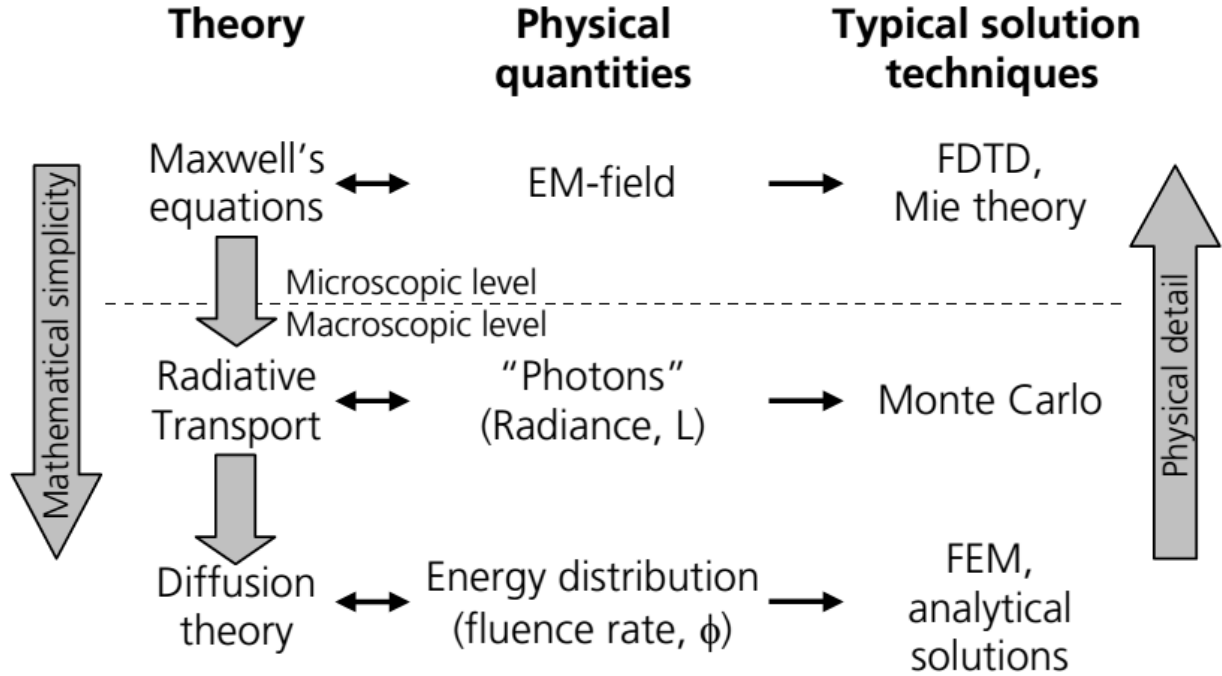 Theory
Physical
quantities
Typical solution
techniques
Mathematical simplicity
Maxwell's
equations
EM-field
FDTD,
Mie theory
Microscopic level
Macroscopic level
Radiative
Transport
“Photons”
(Radiance, L)
Monte Carlo
Physical detail
Diffusion
theory
Energy distribution
(fluence rate, ϕ)
FEM,
analytical
solutions